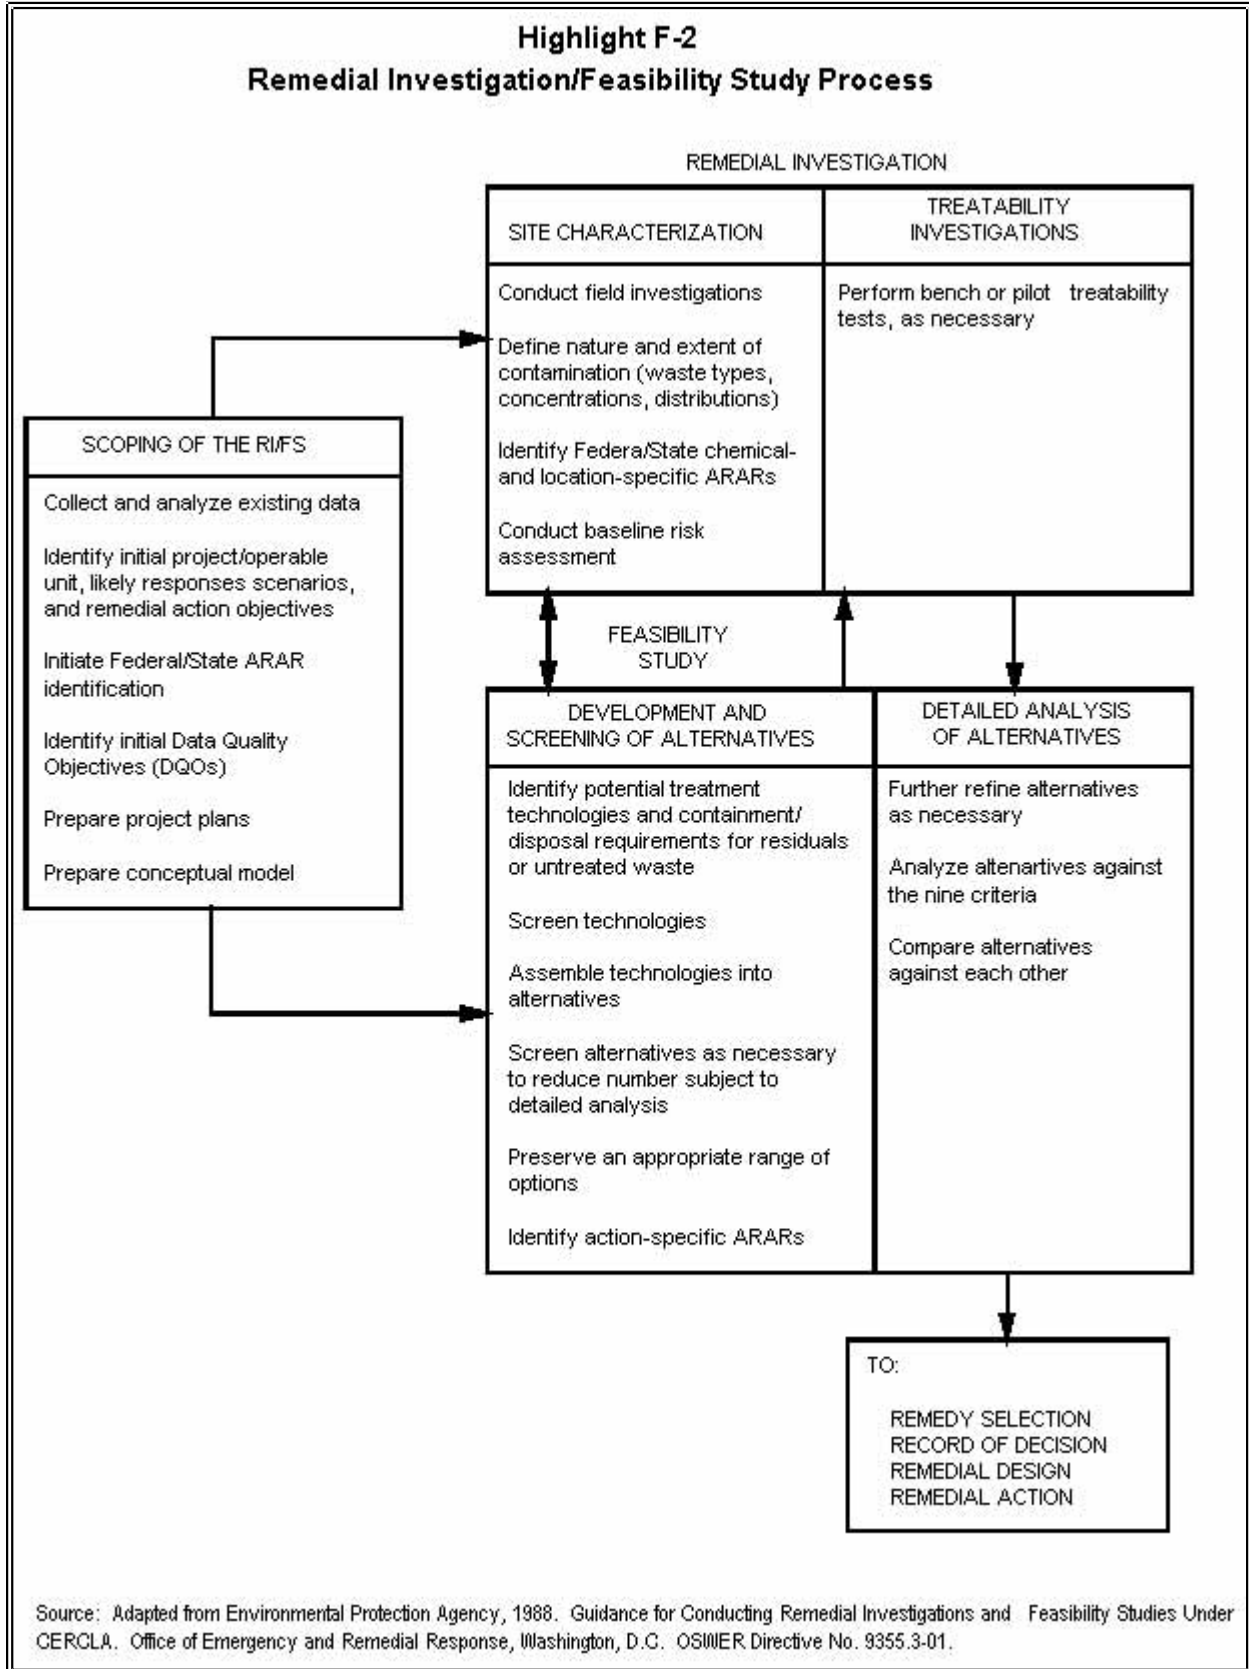 Highlight F-2
Remedial Investigation/Feasibility Study Process
REMEDIAL INVESTIGATION
SITE CHARACTERIZATION
Conduct field investigations
Define nature and extent of
contamination (waste types,
concentrations, distributions)
Identify Federa/State chemical-
and location-specific ARARs
Conduct baseline risk
assessment
TREATABILITY
INVESTIGATIONS
Perform bench or pilot treatability
tests, as necessary
SCOPING OF THE RI/FS
Collect and analyze existing data
Identify initial project/operable
unit, likely responses scenarios,
and remedial action objectives
Initiate Federal/State ARAR
identification
Identify initial Data Quality
Objectives (DQOs)
Prepare project plans
Prepare conceptual model
FEASIBILITY
STUDY
DEVELOPMENT AND
SCREENING OF ALTERNATIVES
Identify potential treatment
technologies and containment/
disposal requirements for residuals
or untreated waste
Screen technologies
Assemble technologies into
alternatives
Screen alternatives as necessary
to reduce number subject to
detailed analysis
Preserve an appropriate range of
options
Identify action-specific ARARs
DETAILED ANALYSIS
OF ALTERNATIVES
Further refine alternatives
as necessary
Analyze altenartives against
the nine criteria
Compare alternatives
against each other
TO:
REMEDY SELECTION
RECORD OF DECISION
REMEDIAL DESIGN
REMEDIAL ACTION
Source: Adapted from Environmental Protection Agency, 1988. Guidance for Conducting Remedial Investigations and Feasibility Studies Under
CERCLA. Office of Emergency and Remedial Response, Washington, D.C. OSWER Directive No. 9355.3-01.